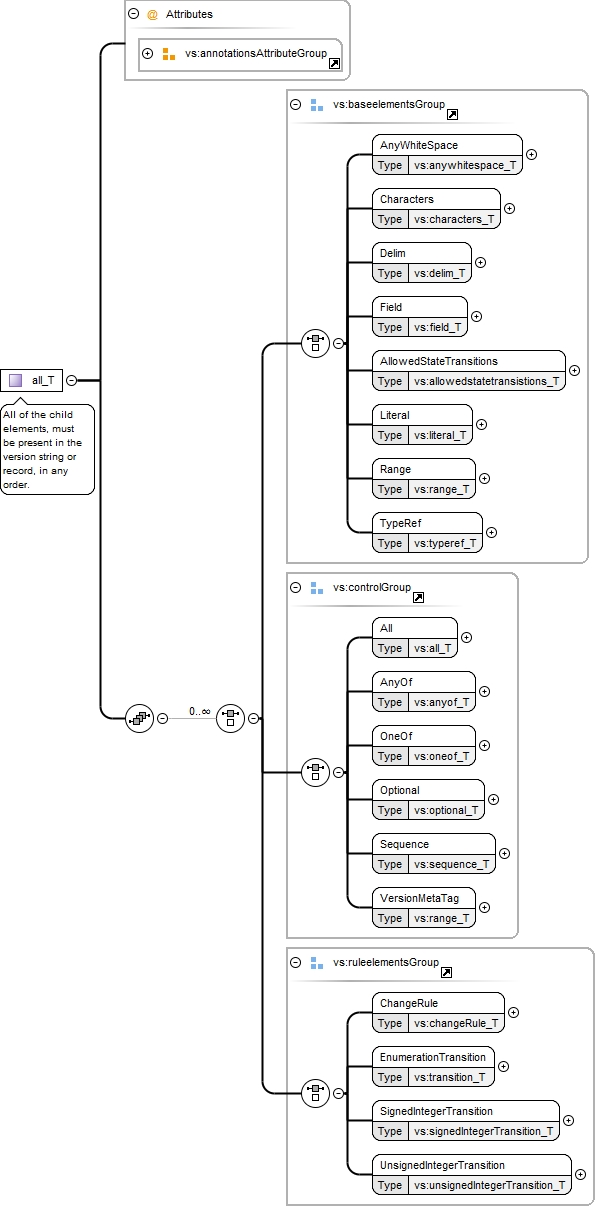 @ Attributes
vs:annotationsAttributeGroup
vs:baseelementsGroup
AnyWhiteSpace
Type vs:anywhitespace_T
Characters
Type vs:characters_T
Delim
Type vs:delim_T
Field
Type vs:field_T
AllowedStateTransitions
Type vs:allowedstatetransistions_T
Literal
Type vs:literal_T
Range
Type vs:range_T
TypeRef
Type vs:typeref_T
all_T
All of the child
elements, must
be present in the
version string or
record, in any
order.
vs:controlGroup
All
Type vs:all_T
AnyOf
Type vs:anyof_T
OneOf
Type vs:oneof_T
Optional
Type vs:optional_T
Sequence
Type vs:sequence_T
VersionMetaTag
Type vs:range_T
0..∞
vs:ruleelementsGroup
ChangeRule
Type vs:changeRule_T
EnumerationTransition
Type vs:transition_T
SignedIntegerTransition
Type vs:signedIntegerTransition_T
UnsignedIntegerTransition
Type vs:unsignedIntegerTransition_T